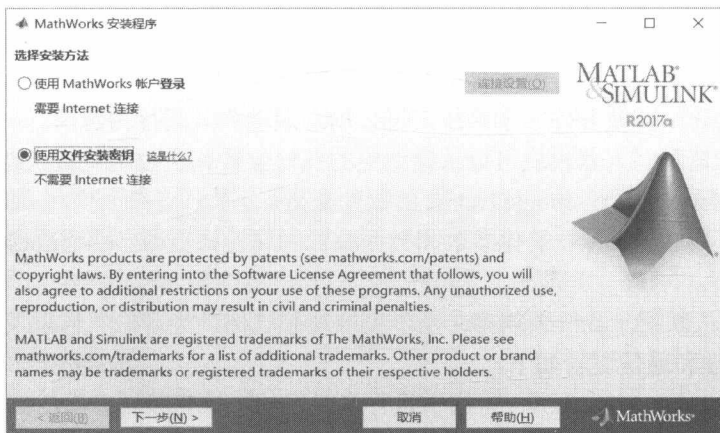 MathWorks 安装程序
选择安装方法
使用 MathWorks 帐户登录
连接设置(O)
需要 Internet 连接
使用文件安装密钥 这是什么?
不需要 Internet 连接
MATLAB®
&SIMULINK®
R2017a
MathWorks products are protected by patents (see mathworks.com/patents) and
copyright laws. By entering into the Software License Agreement that follows, you will
also agree to additional restrictions on your use of these programs. Any unauthorized use,
reproduction, or distribution may result in civil and criminal penalties.
MATLAB and Simulink are registered trademarks of The MathWorks, Inc. Please see
mathworks.com/trademarks for a list of additional trademarks. Other product or brand
names may be trademarks or registered trademarks of their respective holders.
< 返回(B) 下一步(N) > 取消 帮助(H) MathWorks®